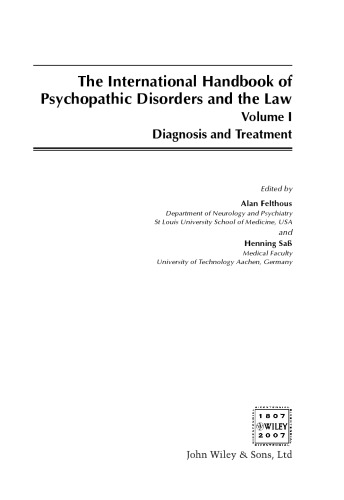 The International Handbook of
Psychopathic Disorders and the Law
Volume I
Diagnosis and Treatment
Edited by
Alan Felthous
Department of Neurology and Psychiatry
St Louis University School of Medicine, USA
and
Henning Saß
Medical Faculty
University of Technology Aachen, Germany
BICENTENNIAL
1807
WILEY
2007
BICENTENNIAL
John Wiley & Sons, Ltd